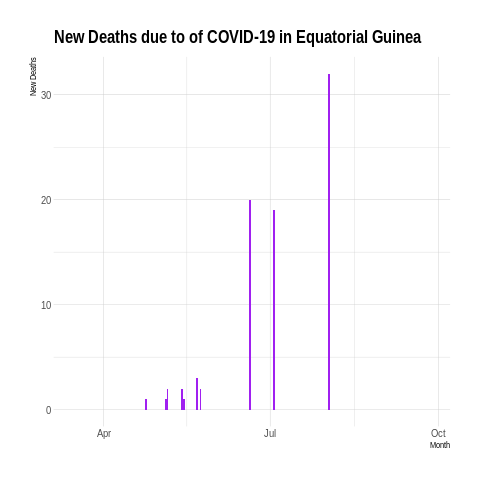 New Deaths due to of COVID-19 in Equatorial Guinea
New Deaths
30
20
10
0
Apr
Jul
Oct
Month